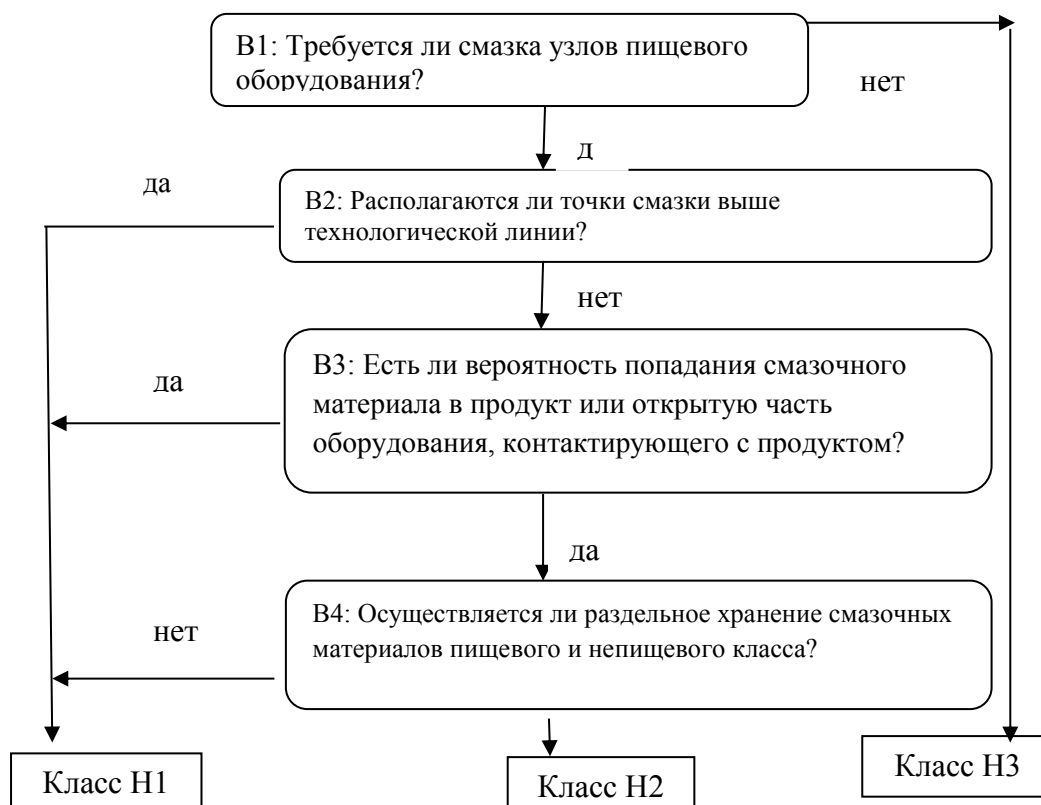 В1: Требуется ли смазка узлов пищевого
оборудования?
нет
д
да
В2: Располагаются ли точки смазки выше
технологической линии?
нет
да
В3: Есть ли вероятность попадания смазочного
материала в продукт или открытую часть
оборудования, контактирующего с продуктом?
да
нет
В4: Осуществляется ли раздельное хранение смазочных
материалов пищевого и непищевого класса?
Класс Н1
Класс Н2
Класс Н3